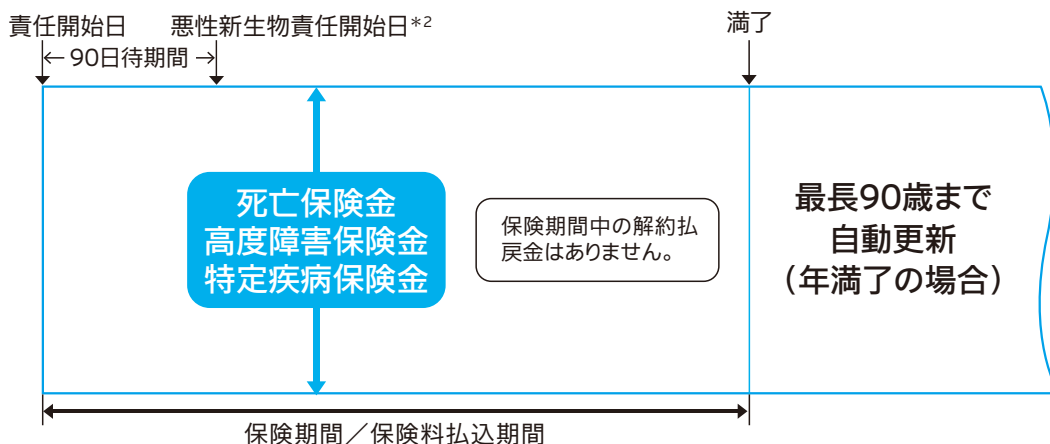 責任開始日
悪性新生物責任開始日*2
満了
←90日待期間→
死亡保険金
高度障害保険金
特定疾病保険金
保険期間中の解約払
戻金はありません。
最長90歳まで
自動更新
(年満了の場合)
保険期間/保険料払込期間